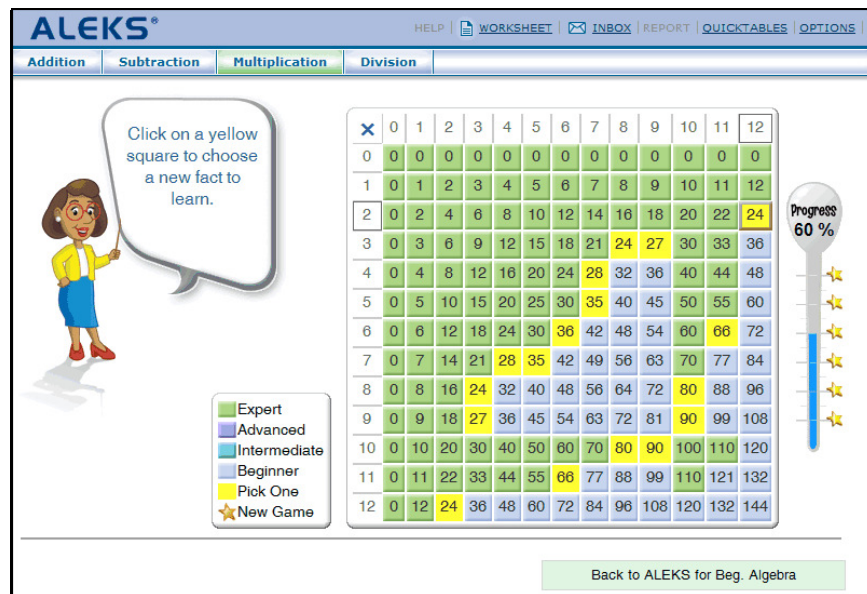 ALEKS®
HELP | WORKSHEET | INBOX | REPORT | QUICKTABLES | OPTIONS |
Addition Subtraction Multiplication Division
Click on a yellow
square to choose
a new fact to
learn.
× 0 1 2 3 4 5 6 7 8 9 10 11 12
0 0 0 0 0 0 0 0 0 0 0 0 0 0
1 0 1 2 3 4 5 6 7 8 9 10 11 12
2 0 2 4 6 8 10 12 14 16 18 20 22 24
3 0 3 6 9 12 15 18 21 24 27 30 33 36
4 0 4 8 12 16 20 24 28 32 36 40 44 48
5 0 5 10 15 20 25 30 35 40 45 50 55 60
6 0 6 12 18 24 30 36 42 48 54 60 66 72
7 0 7 14 21 28 35 42 49 56 63 70 77 84
8 0 8 16 24 32 40 48 56 64 72 80 88 96
9 0 9 18 27 36 45 54 63 72 81 90 99 108
10 0 10 20 30 40 50 60 70 80 90 100 110 120
11 0 11 22 33 44 55 66 77 88 99 110 121 132
12 0 12 24 36 48 60 72 84 96 108 120 132 144
Progress
60 %
Expert
Advanced
Intermediate
Beginner
Pick One
New Game
Back to ALEKS for Beg. Algebra